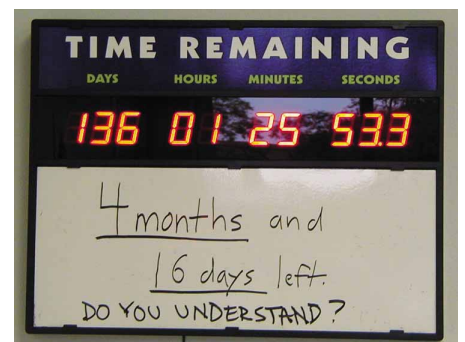 TIME REMAINING
DAYS HOURS MINUTES SECONDS
136 01 25 53.3
4 months and
16 days left.
DO YOU UNDERSTAND?